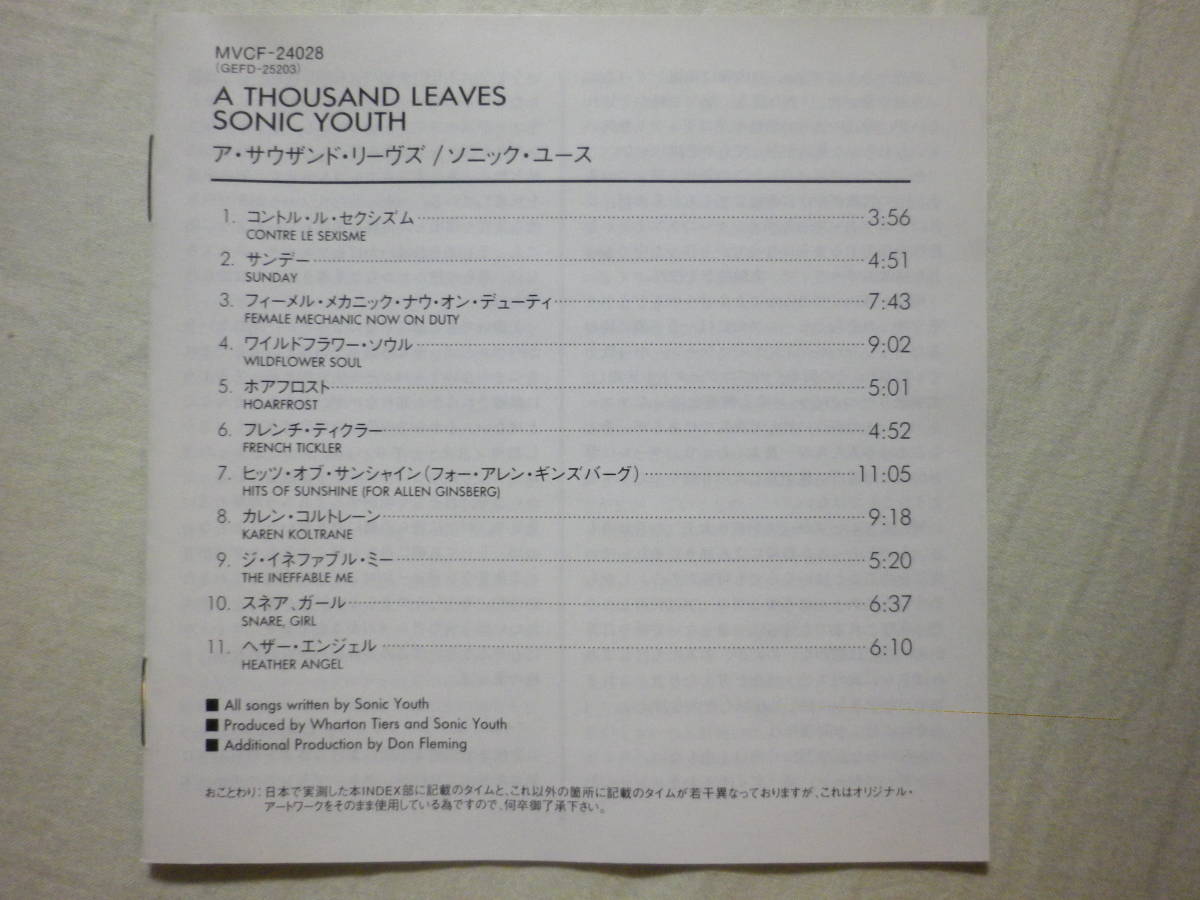 MVCF-24028
(GEFD-25203)
A THOUSAND LEAVES
SONIC YOUTH
ア・サウザンド・リーヴズ / ソニック・ユース
1. コントル・ル・セクシズム 3:56
CONTRE LE SEXISME
2. サンデー 4:51
SUNDAY
3. フィーメル・メカニック・ナウ・オン・デューティ 7:43
FEMALE MECHANIC NOW ON DUTY
4. ワイルドフラワー・ソウル 9:02
WILDFLOWER SOUL
5. ホアフロスト 5:01
HOARFROST
6. フレンチ・ティクラー 4:52
FRENCH TICKLER
7. ヒッツ・オブ・サンシャイン(フォー・アレン・ギンズバーグ) 11:05
HITS OF SUNSHINE (FOR ALLEN GINSBERG)
8. カレン・コルトレーン 9:18
KAREN KOLTRANE
9. ジ・イネファブル・ミー 5:20
THE INEFFABLE ME
10. スネア、ガール 6:37
SNARE, GIRL
11. ヘザー・エンジェル 6:10
HEATHER ANGEL
■ All songs written by Sonic Youth
■ Produced by Wharton Tiers and Sonic Youth
■ Additional Production by Don Fleming
おことわり：日本で実測した本INDEX部に記載のタイムと、これ以外の箇所に記載のタイムが若干異なっておりますが、これはオリジナル・
アートワークをそのまま使用している為ですので、何卒御了承下さい。